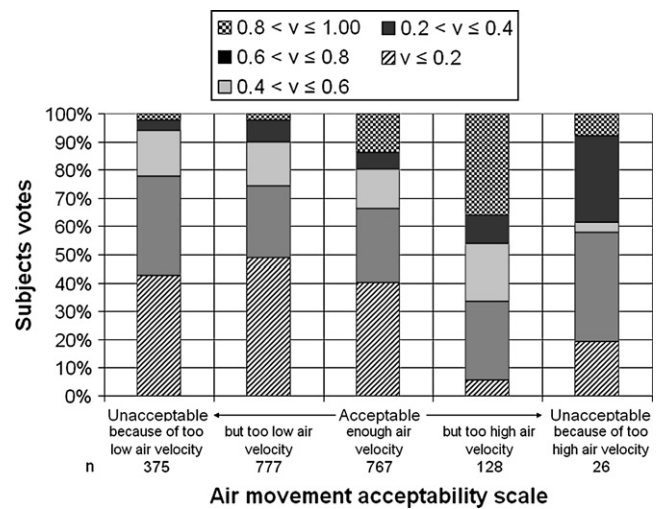 0.8 < v ≤ 1.00 0.2 < v ≤ 0.4
0.6 < v ≤ 0.8 v ≤ 0.2
0.4 < v ≤ 0.6
100%
90%
80%
70%
60%
50%
40%
30%
20%
10%
0%
Subjects votes
Unacceptable Acceptable Unacceptable
because of too but too low air enough air but too high air because of too
low air velocity velocity velocity velocity high air velocity
n 375 777 767 128 26
Air movement acceptability scale